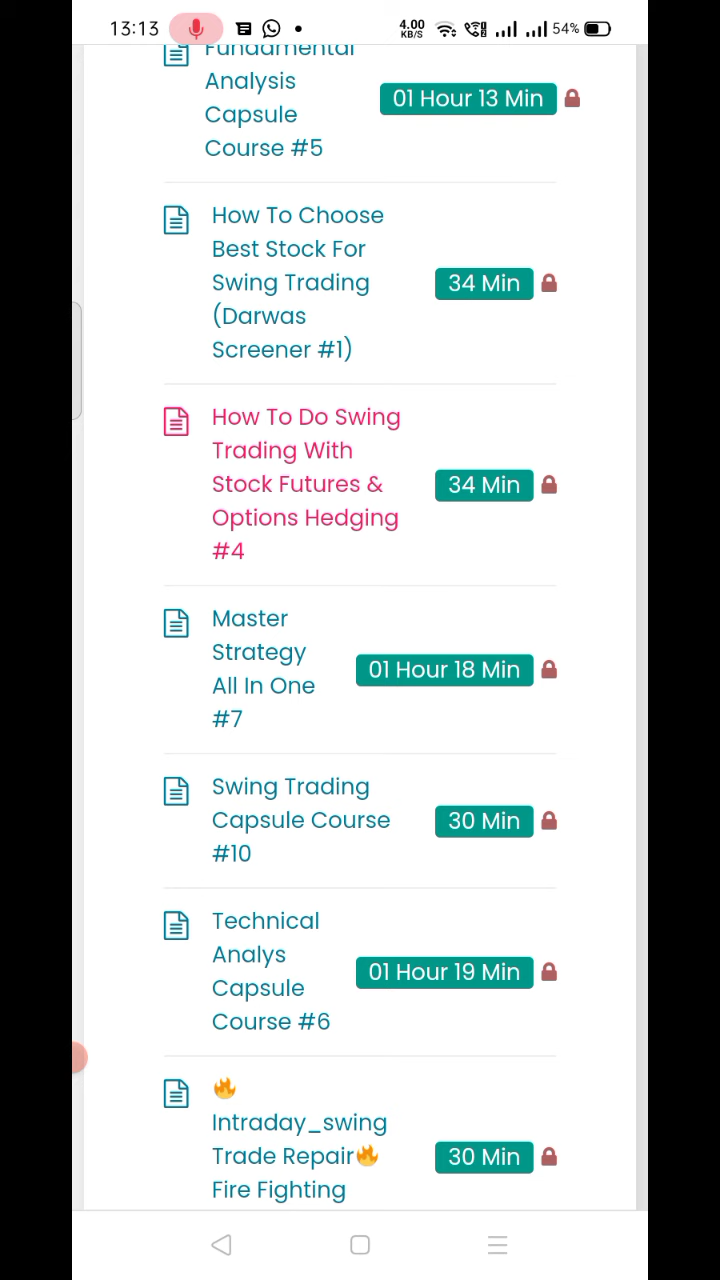 13:13 4.00 KB/S 54%
Fundamental
Analysis
Capsule
Course #5
01 Hour 13 Min
How To Choose
Best Stock For
Swing Trading
(Darwas
Screener #1)
34 Min
How To Do Swing
Trading With
Stock Futures &
Options Hedging
#4
34 Min
Master
Strategy
All In One
#7
01 Hour 18 Min
Swing Trading
Capsule Course
#10
30 Min
Technical
Analys
Capsule
Course #6
01 Hour 19 Min
🔥
Intraday_swing
Trade Repair🔥
Fire Fighting
30 Min